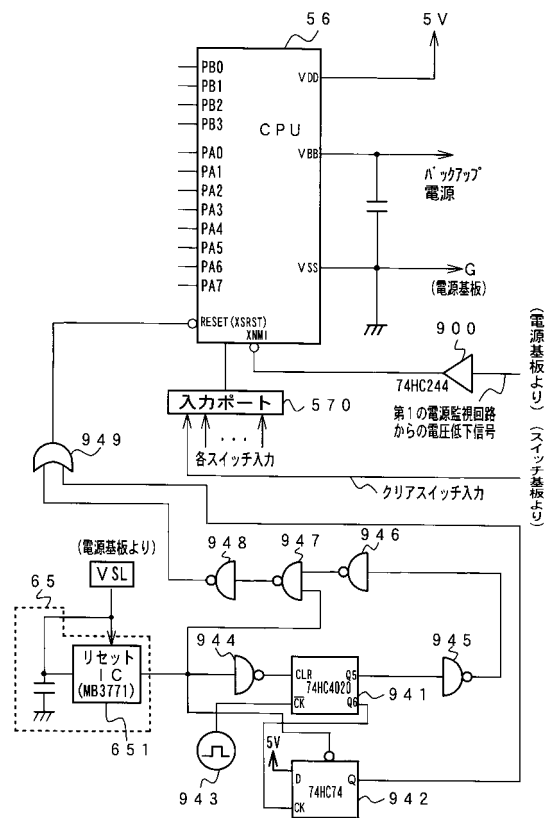 56
5V
PB0
PB1
PB2
PB3
PA0
PA1
PA2
PA3
PA4
PA5
PA6
PA7
CPU
VDD
VBB
VSS
バックアップ
電源
G
(電源基板)
RESET(XSRST)
XNMI
900
74HC244
(電源基板より)
第1の電源監視回路
からの電圧低下信号
入力ポート
570
各スイッチ入力
クリアスイッチ入力
(スイッチ基板より)
949
(電源基板より)
VSL
65
リセット
IC
(MB3771)
651
948
947
946
944
945
CLR
CK
74HC4020
Q5
Q6
941
943
5V
D
CK
74HC74
Q
942